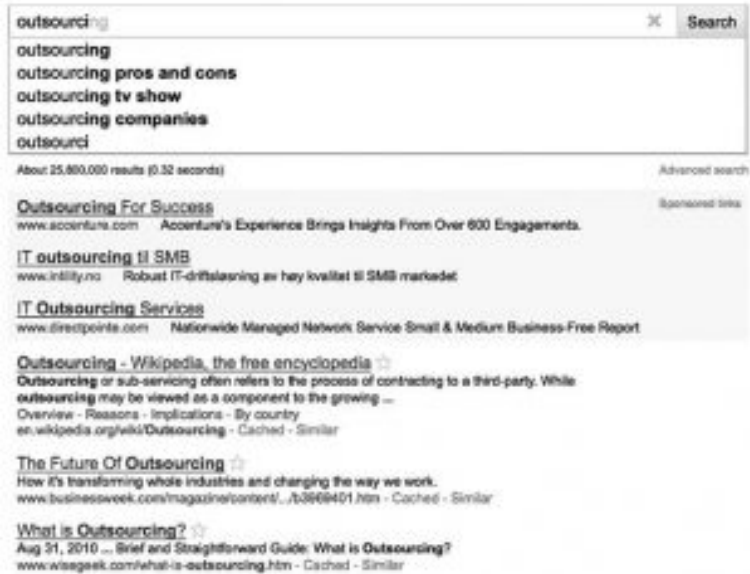 outsourcing
Search
outsourcing
outsourcing pros and cons
outsourcing tv show
outsourcing companies
outsourci
About 25,800,000 results (0.32 seconds)
Advanced search
Outsourcing For Success
Sponsored links
www.accenture.com Accenture's Experience Brings Insights From Over 600 Engagements.
IT outsourcing til SMB
www.intility.no Robust IT-driftsløsning av høy kvalitet til SMB markedet
IT Outsourcing Services
www.directpointe.com Nationwide Managed Network Service Small & Medium Business-Free Report
Outsourcing - Wikipedia, the free encyclopedia
Outsourcing or sub-servicing often refers to the process of contracting to a third-party. While
outsourcing may be viewed as a component to the growing ...
Overview - Reasons - Implications - By country
en.wikipedia.org/wiki/Outsourcing - Cached - Similar
The Future Of Outsourcing
How it's transforming whole industries and changing the way we work.
www.businessweek.com/magazine/content/.../b3969401.htm - Cached - Similar
What is Outsourcing?
Aug 31, 2010 ... Brief and Straightforward Guide: What is Outsourcing?
www.wisegeek.com/what-is-outsourcing.htm - Cached - Similar